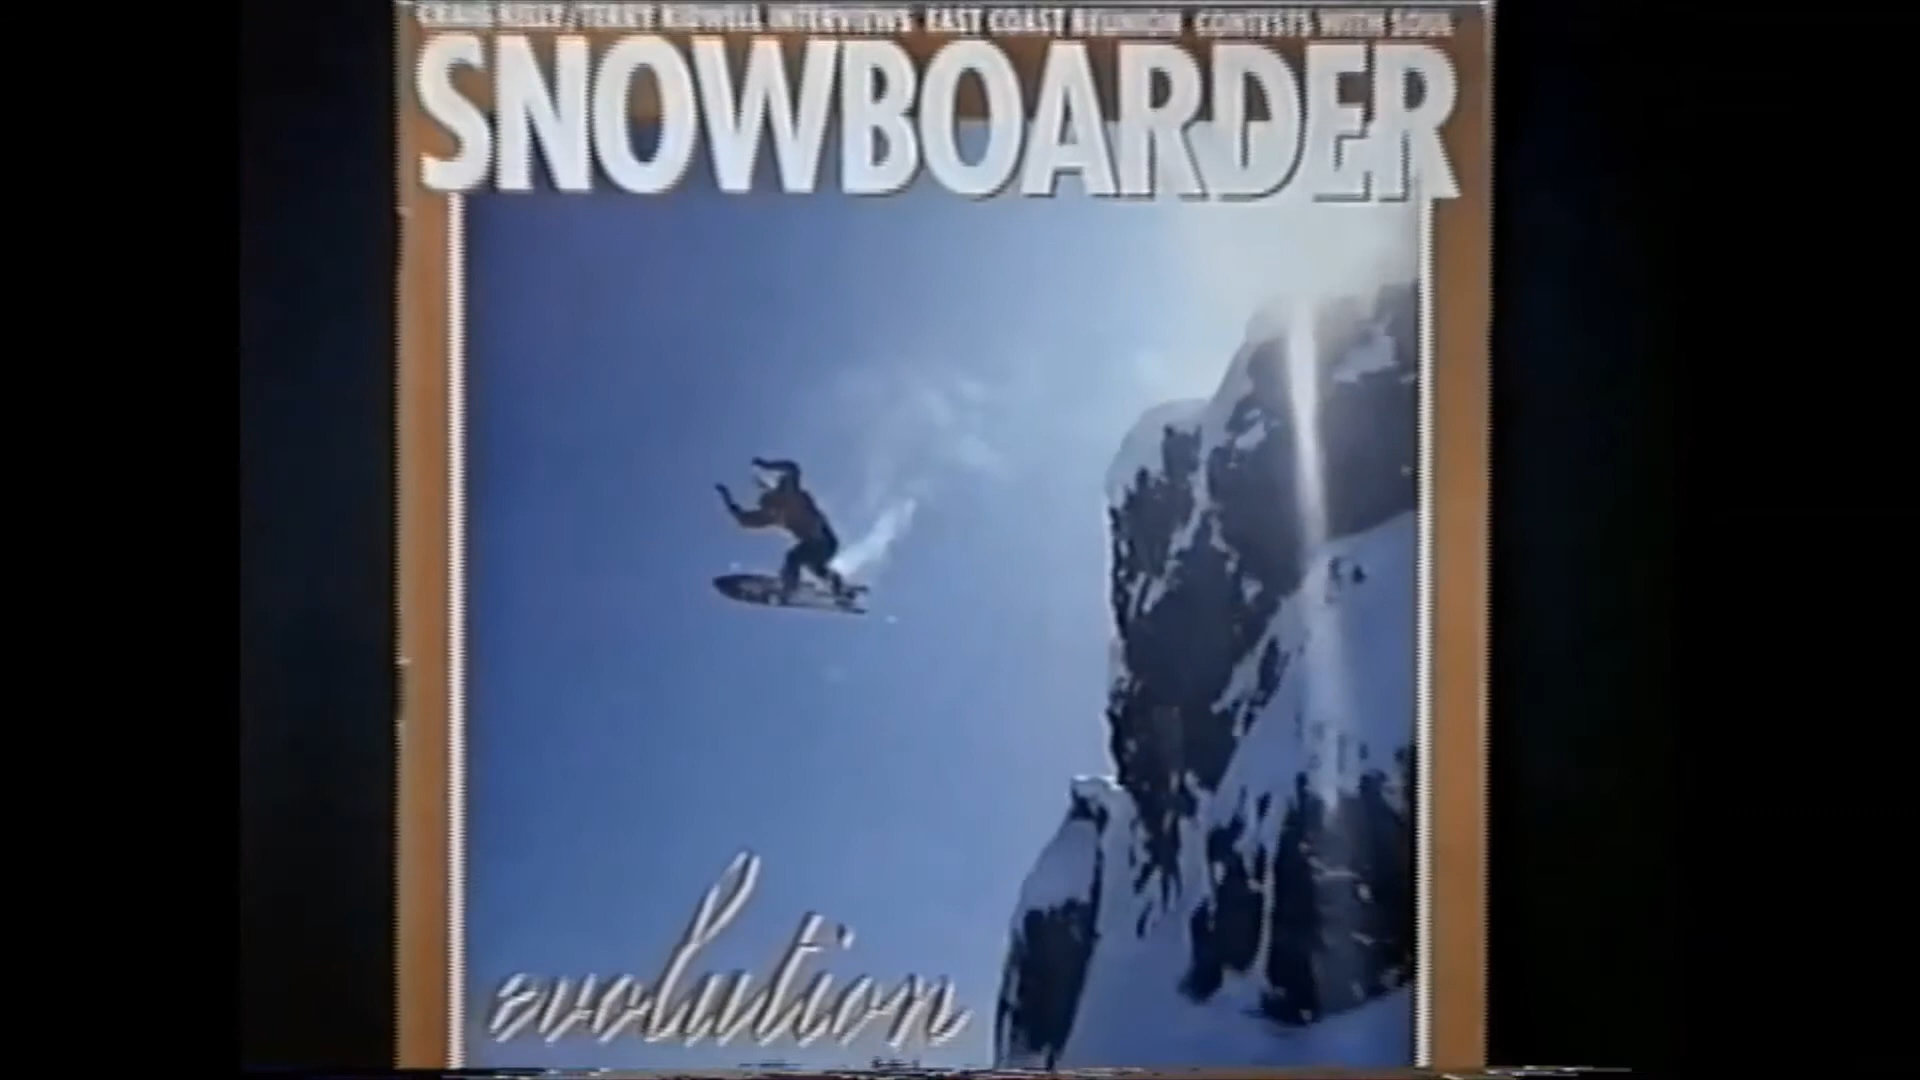 CRAIG KELLY/TERRY KIDWELL INTERVIEWS EAST COAST REUNION CONTESTS WITH SOUL
SNOWBOARDER
evolution